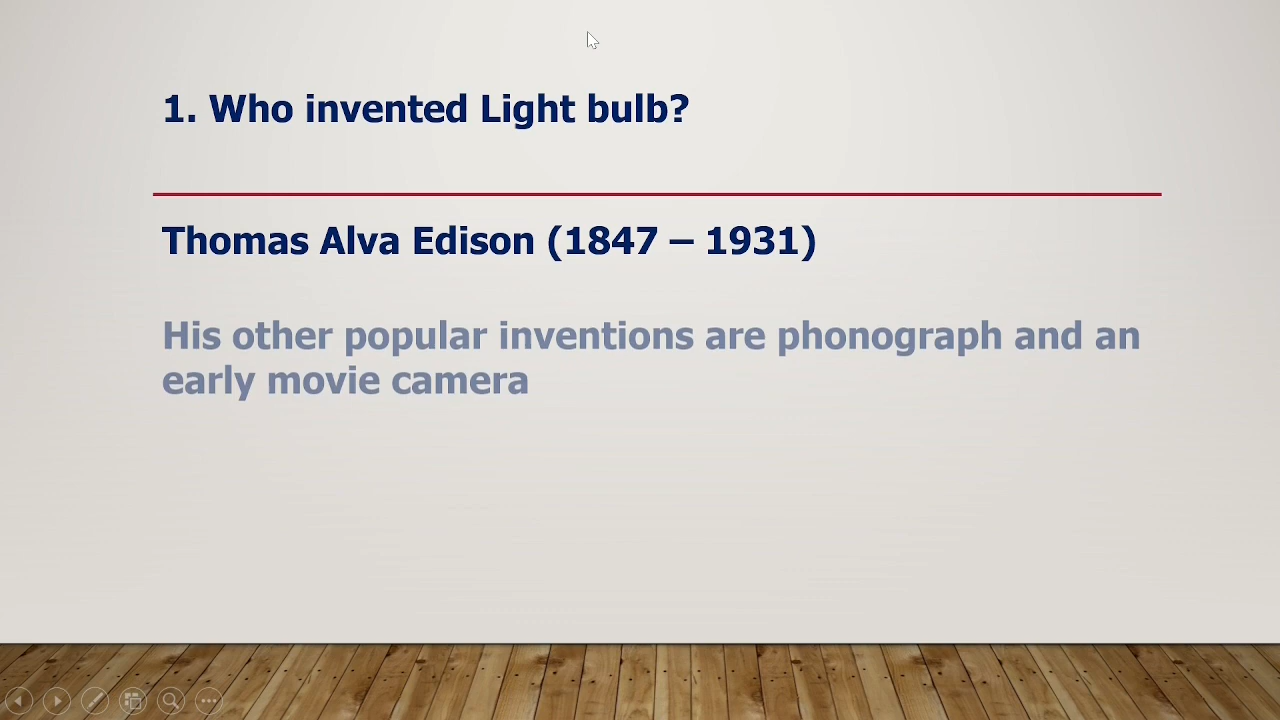 1. Who invented Light bulb?
Thomas Alva Edison (1847 – 1931)
His other popular inventions are phonograph and an
early movie camera